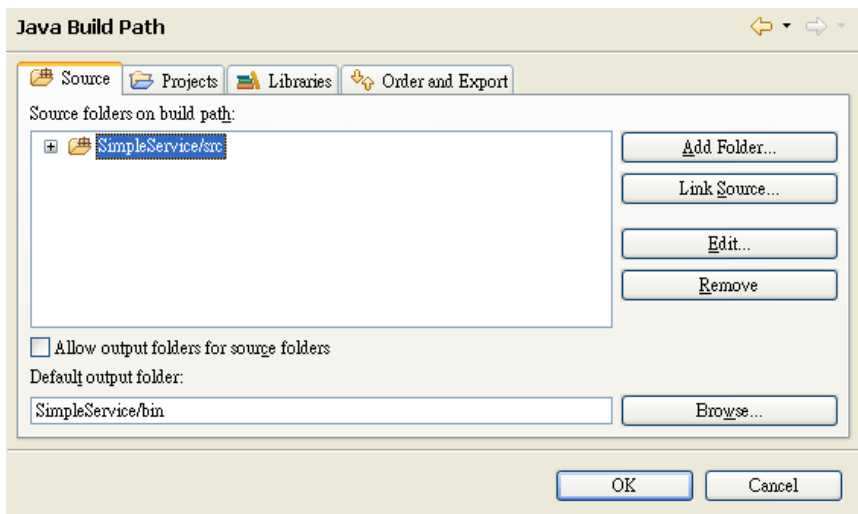 Java Build Path
Source Projects Libraries Order and Export
Source folders on build path:
SimpleService/src
Add Folder...
Link Source...
Edit...
Remove
Allow output folders for source folders
Default output folder:
SimpleService/bin
Browse...
OK Cancel